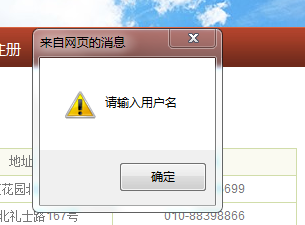 注册
来自网页的消息
请输入用户名
确定
地址
花园北
699
北礼士路167号
010-88398866